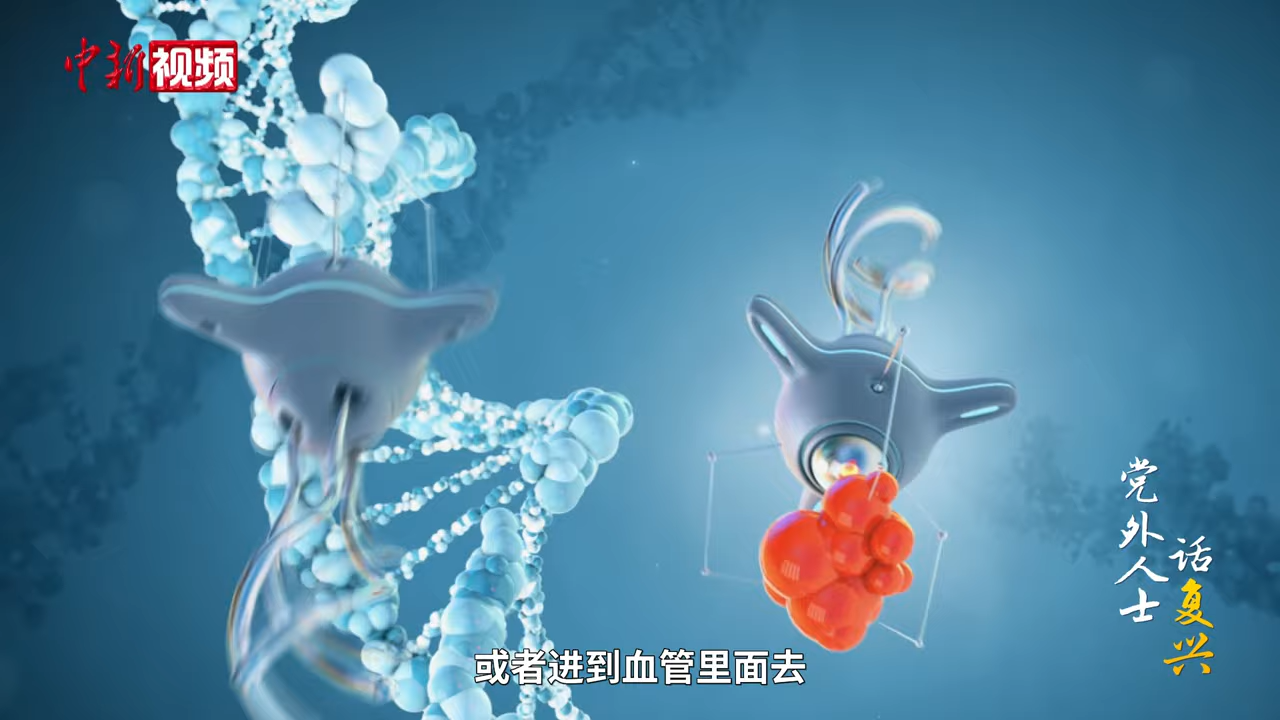 中新视频
党外人士
话复兴
或者进到血管里面去